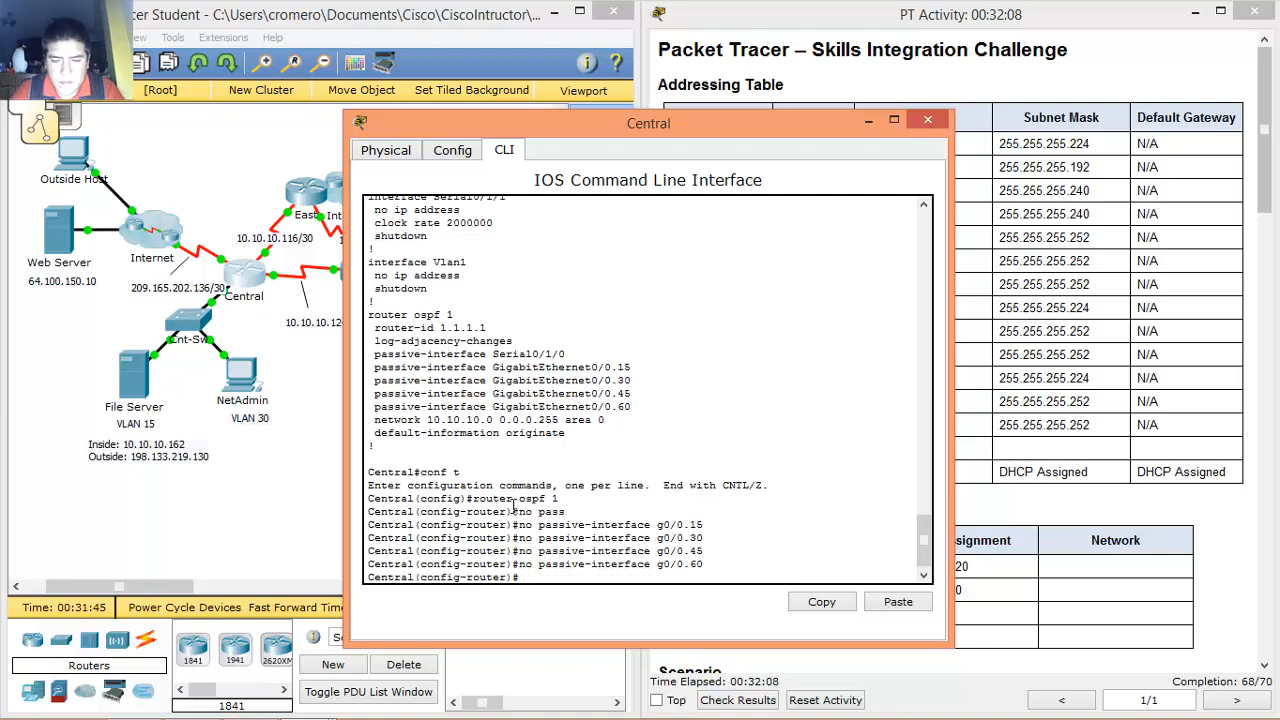 cer Student - C:\Users\cromero\Documents\Cisco\CiscoIntructor\...
PT Activity: 00:32:08
ew Tools Extensions Help
[Root] New Cluster Move Object Set Tiled Background Viewport
Outside Host
Web Server
64.100.150.10
Internet
209.165.202.136/30
East
10.10.10.116/30
Central
10.10.10.12
Cnt-Sw
File Server
VLAN 15
NetAdmin
VLAN 30
Inside: 10.10.10.162
Outside: 198.133.219.130
Central
Physical Config CLI
IOS Command Line Interface
interface Serial0/1/1
no ip address
clock rate 2000000
shutdown
!
interface Vlan1
no ip address
shutdown
!
router ospf 1
router-id 1.1.1.1
log-adjacency-changes
passive-interface Serial0/1/0
passive-interface GigabitEthernet0/0.15
passive-interface GigabitEthernet0/0.30
passive-interface GigabitEthernet0/0.45
passive-interface GigabitEthernet0/0.60
network 10.10.10.0 0.0.0.255 area 0
default-information originate
!
Central#conf t
Enter configuration commands, one per line. End with CNTL/Z.
Central(config)#router ospf 1
Central(config-router)#no pass
Central(config-router)#no passive-interface g0/0.15
Central(config-router)#no passive-interface g0/0.30
Central(config-router)#no passive-interface g0/0.45
Central(config-router)#no passive-interface g0/0.60
Central(config-router)#
Copy Paste
Time: 00:31:45 Power Cycle Devices Fast Forward Time
Routers
1841 1941 2620XM
1841
New Delete
Toggle PDU List Window
Packet Tracer – Skills Integration Challenge
Addressing Table
Subnet Mask Default Gateway
255.255.255.224 N/A
255.255.255.192 N/A
255.255.255.240 N/A
255.255.255.240 N/A
255.255.255.252 N/A
255.255.255.252 N/A
255.255.255.252 N/A
255.255.255.224 N/A
255.255.255.252 N/A
255.255.255.252 N/A
255.255.255.224 N/A
255.255.255.252 N/A
255.255.255.252 N/A
DHCP Assigned DHCP Assigned
signment Network
20
0
Scenario
Time Elapsed: 00:32:08 Completion: 68/70
Top Check Results Reset Activity < 1/1 >